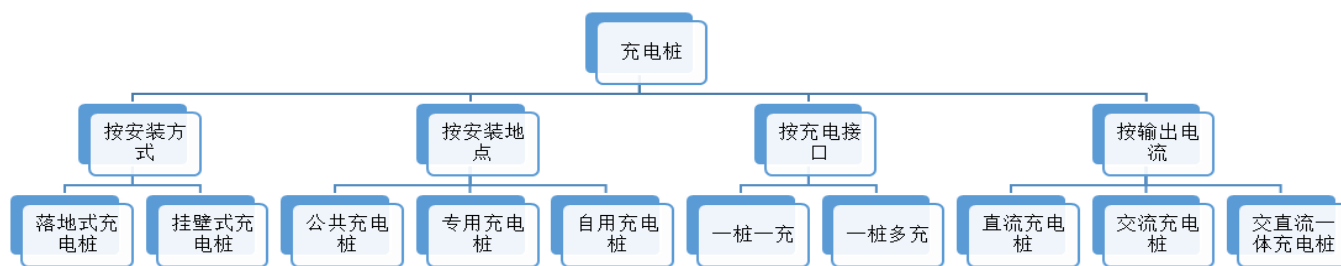 充电桩
按安装方
式
按安装地
点
按充电接
口
按输出电
流
落地式充
电桩
挂壁式充
电桩
公共充电
桩
专用充电
桩
自用充电
桩
一桩一充
一桩多充
直流充电
桩
交流充电
桩
交直流一
体充电桩